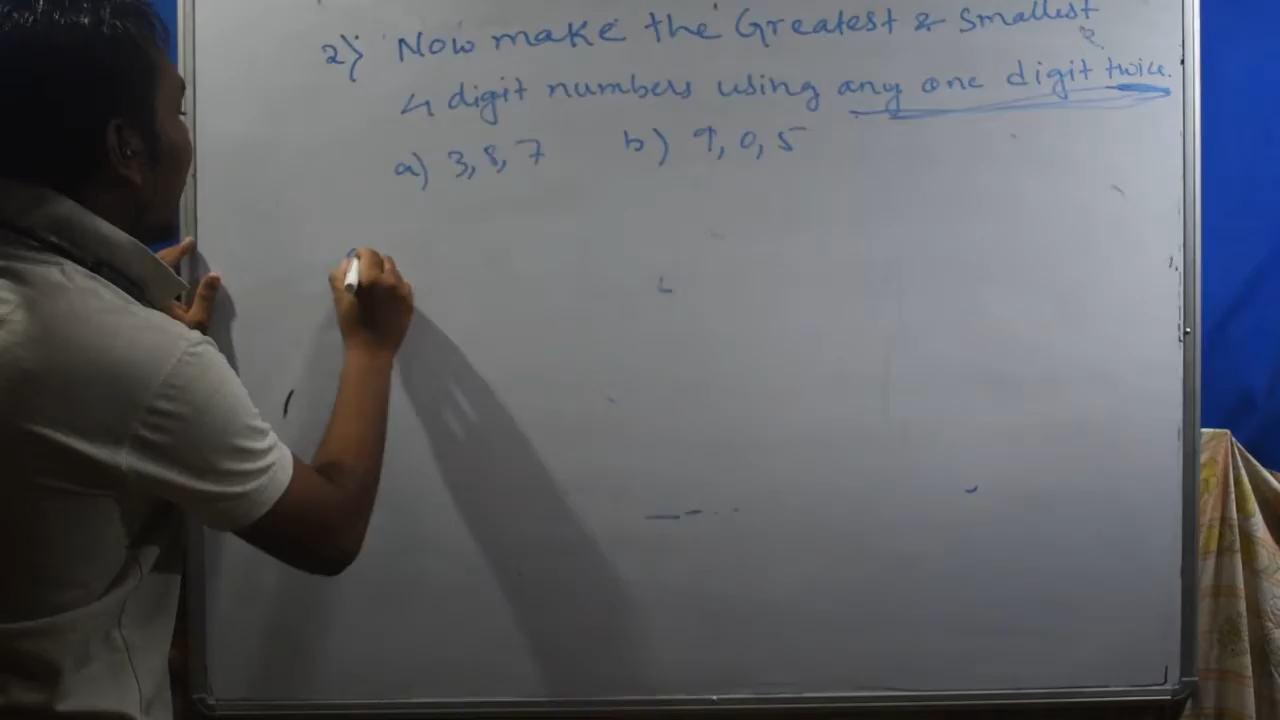 2) Now make the Greatest & Smallest
4 digit numbers using any one digit twice.
a) 3, 8, 7 b) 9, 0, 5